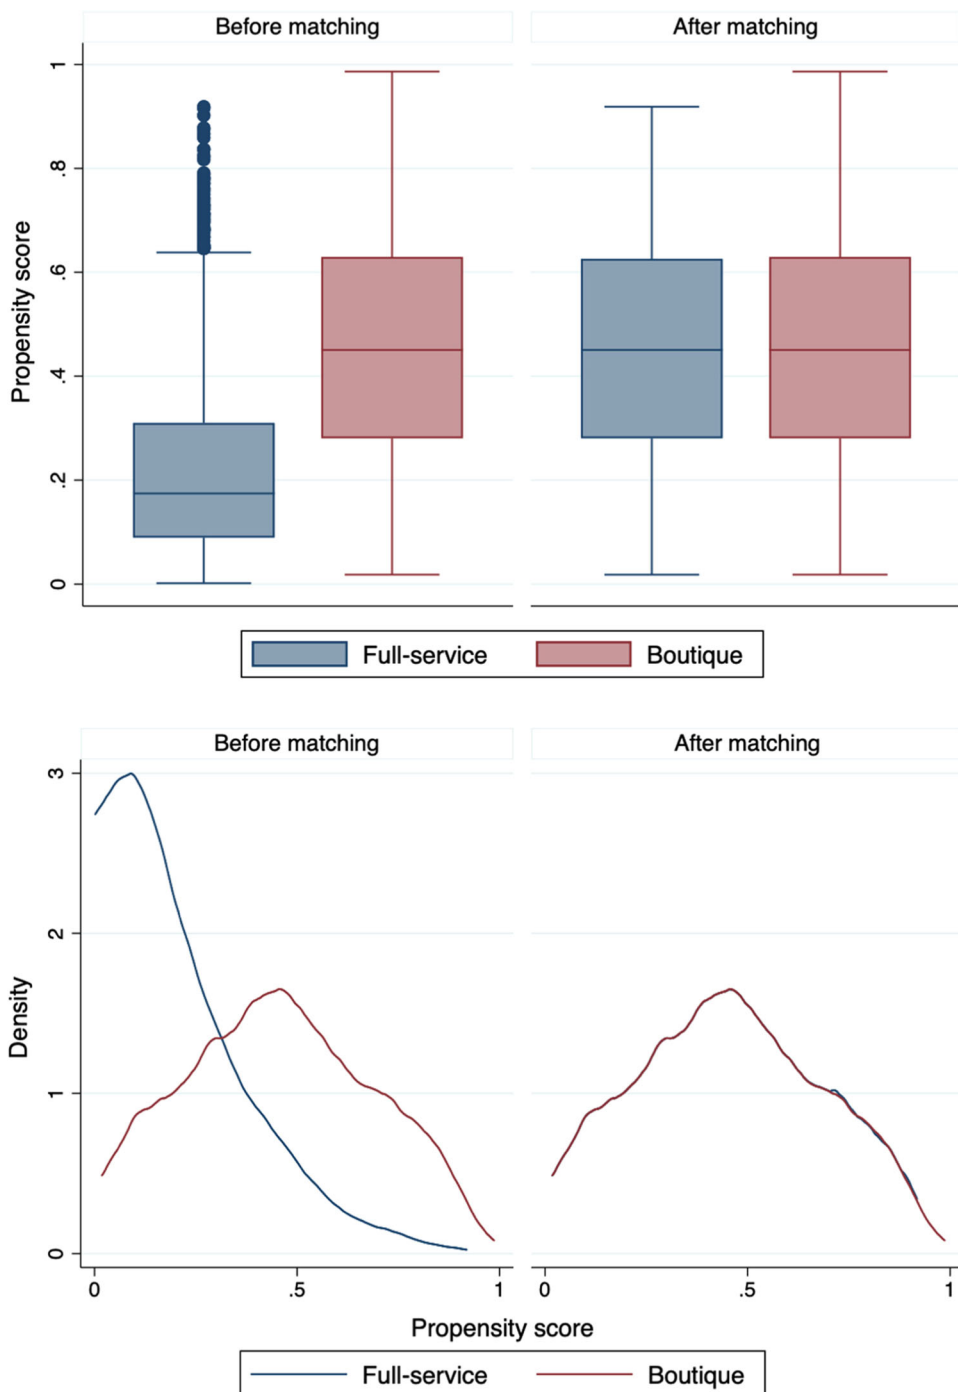 Before matching
After matching
Propensity score
1
.8
.6
.4
.2
0
Full-service
Boutique
Before matching
After matching
Density
3
2
1
0
0
.5
1
0
.5
1
Propensity score
Full-service
Boutique